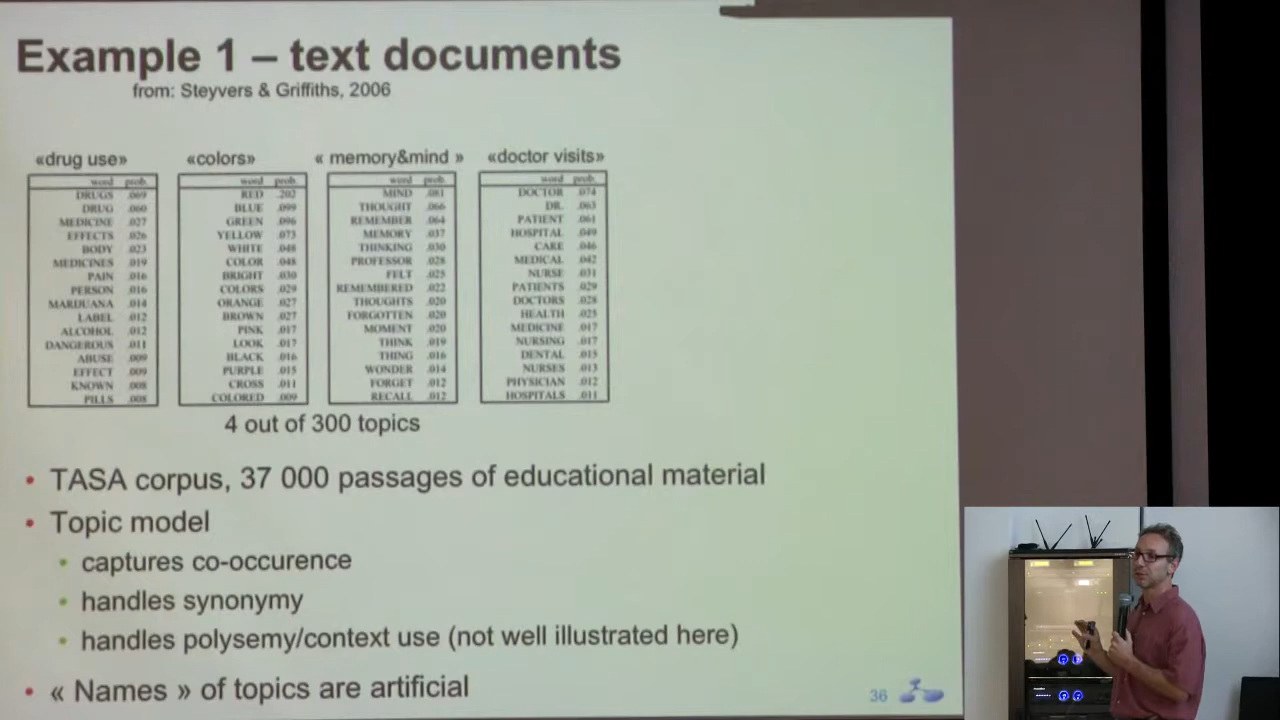 Example 1 – text documents
from: Steyvers & Griffiths, 2006
«drug use» «colors» « memory&mind » «doctor visits»
word prob. word prob. word prob. word prob.
DRUGS .069 RED .202 MIND .081 DOCTOR .074
DRUG .060 BLUE .099 THOUGHT .066 DR. .063
MEDICINE .027 GREEN .096 REMEMBER .064 PATIENT .061
EFFECTS .026 YELLOW .073 MEMORY .037 HOSPITAL .049
BODY .023 WHITE .048 THINKING .030 CARE .046
MEDICINES .019 COLOR .048 PROFESSOR .028 MEDICAL .042
PAIN .016 BRIGHT .030 FELT .025 NURSE .031
PERSON .016 COLORS .029 REMEMBERED .022 PATIENTS .029
MARIJUANA .014 ORANGE .027 THOUGHTS .020 DOCTORS .028
LABEL .012 BROWN .027 FORGOTTEN .020 HEALTH .025
ALCOHOL .012 PINK .017 MOMENT .020 MEDICINE .017
DANGEROUS .011 LOOK .017 THINK .019 NURSING .017
ABUSE .009 BLACK .016 THING .016 DENTAL .015
EFFECT .009 PURPLE .015 WONDER .014 NURSES .013
KNOWN .008 CROSS .011 FORGET .012 PHYSICIAN .012
PILLS .008 COLORED .009 RECALL .012 HOSPITALS .011
4 out of 300 topics
• TASA corpus, 37 000 passages of educational material
• Topic model
• captures co-occurence
• handles synonymy
• handles polysemy/context use (not well illustrated here)
• « Names » of topics are artificial
36